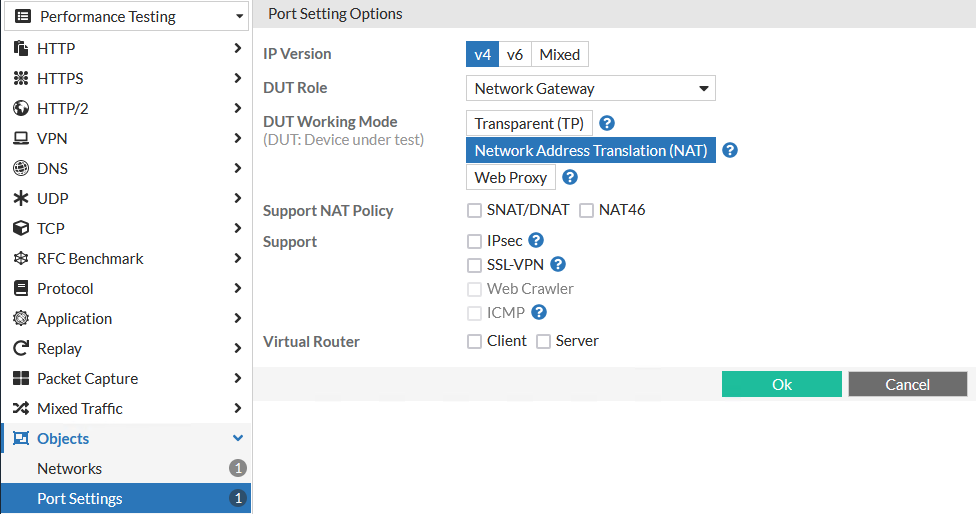 Performance Testing
HTTP
HTTPS
HTTP/2
VPN
DNS
UDP
TCP
RFC Benchmark
Protocol
Application
Replay
Packet Capture
Mixed Traffic
Objects
Networks 1
Port Settings 1
Port Setting Options
IP Version v4 v6 Mixed
DUT Role Network Gateway
DUT Working Mode Transparent (TP) ?
(DUT: Device under test)
Network Address Translation (NAT) ?
Web Proxy ?
Support NAT Policy SNAT/DNAT NAT46
Support IPsec ?
SSL-VPN ?
Web Crawler
ICMP ?
Virtual Router Client Server
Ok Cancel